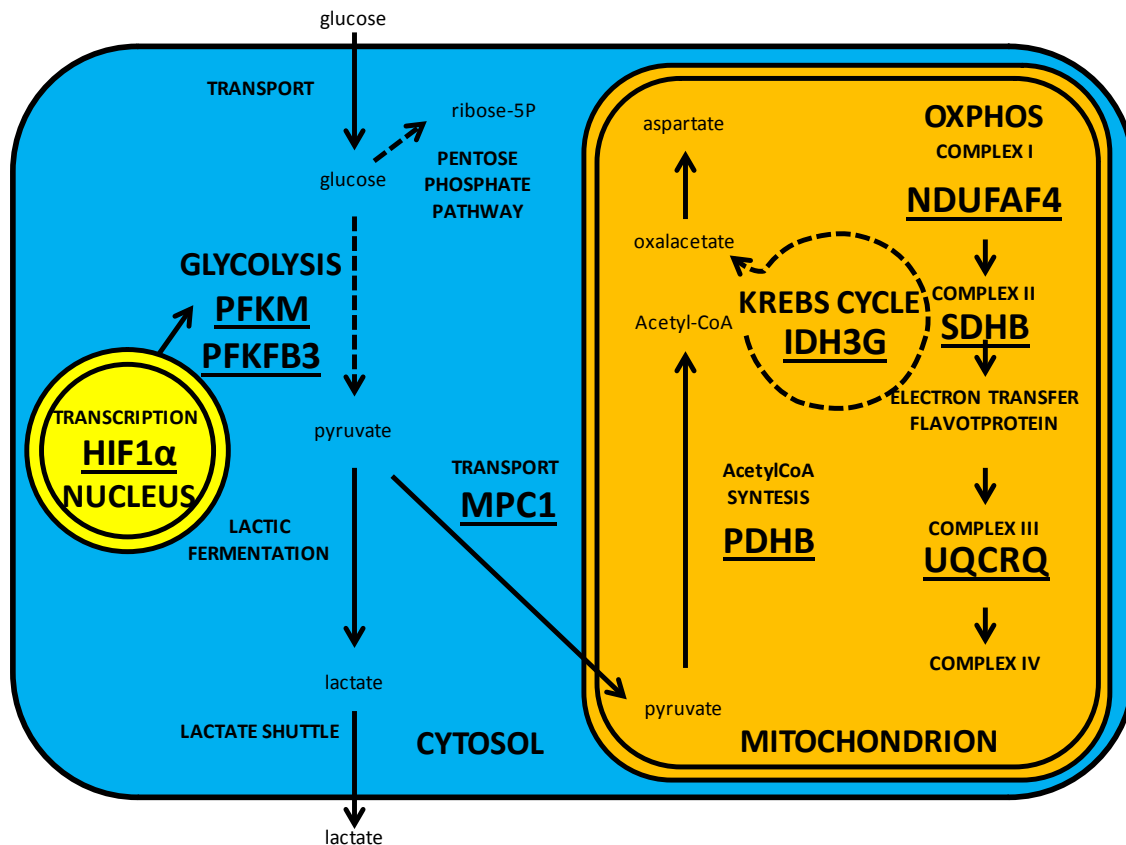 glucose
TRANSPORT
ribose-5P
glucose
PENTOSE
PHOSPHATE
PATHWAY
GLYCOLYSIS
PFKM
PFKFB3
TRANSCRIPTION
HIF1α
NUCLEUS
pyruvate
LACTIC
FERMENTATION
TRANSPORT
MPC1
lactate
LACTATE SHUTTLE
CYTOSOL
lactate
aspartate
oxalacetate
Acetyl-CoA
KREBS CYCLE
IDH3G
AcetylCoA
SYNTESIS
PDHB
pyruvate
MITOCHONDRION
OXPHOS
COMPLEX I
NDUFAF4
COMPLEX II
SDHB
ELECTRON TRANSFER
FLAVOTPROTEIN
COMPLEX III
UQCRQ
COMPLEX IV